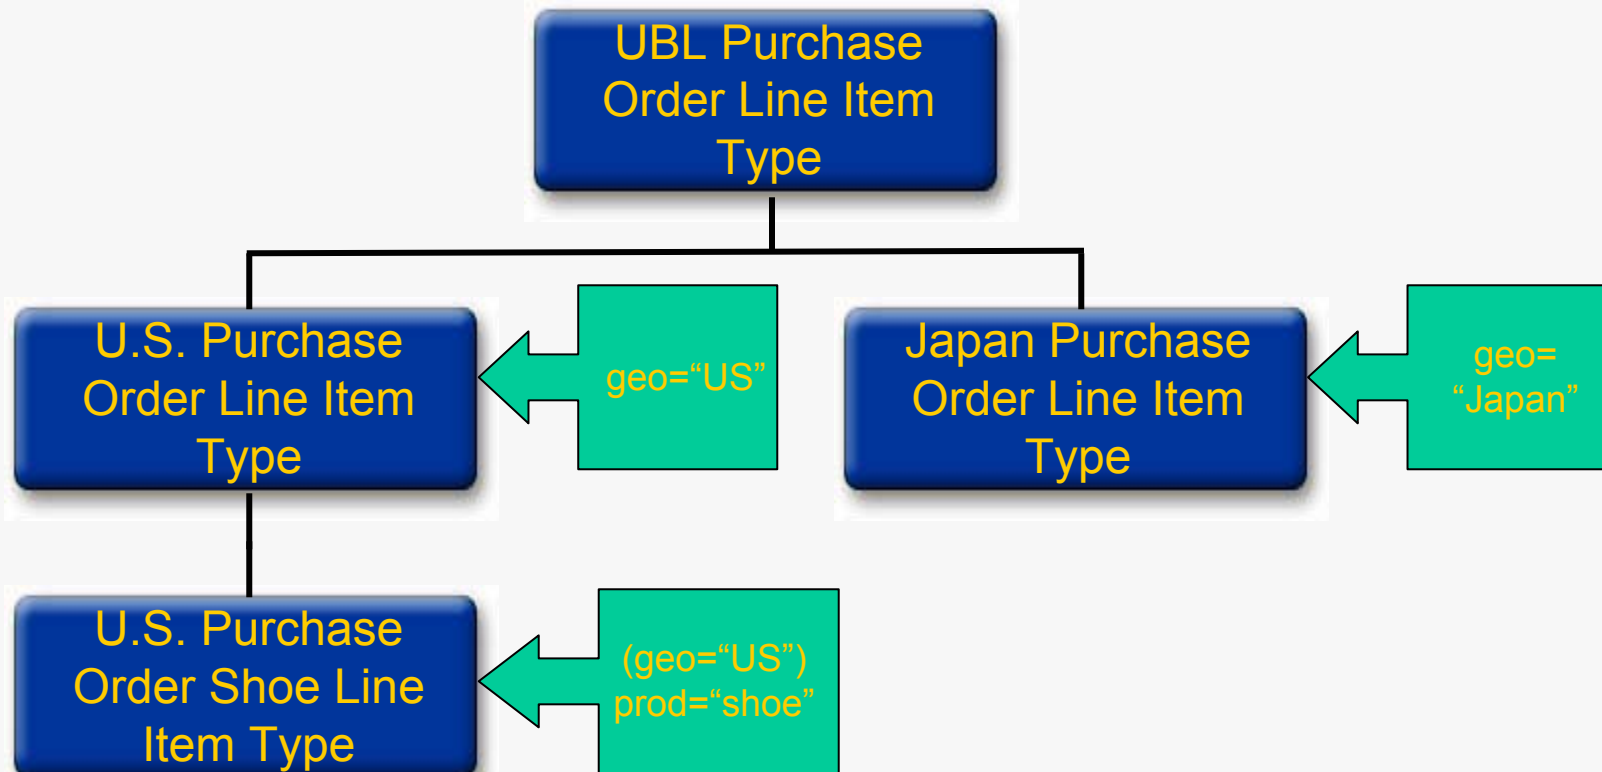 UBL Purchase
Order Line Item
Type
U.S. Purchase
Order Line Item
Type
geo=“US”
Japan Purchase
Order Line Item
Type
geo=
“Japan”
U.S. Purchase
Order Shoe Line
Item Type
(geo=“US”)
prod=“shoe”